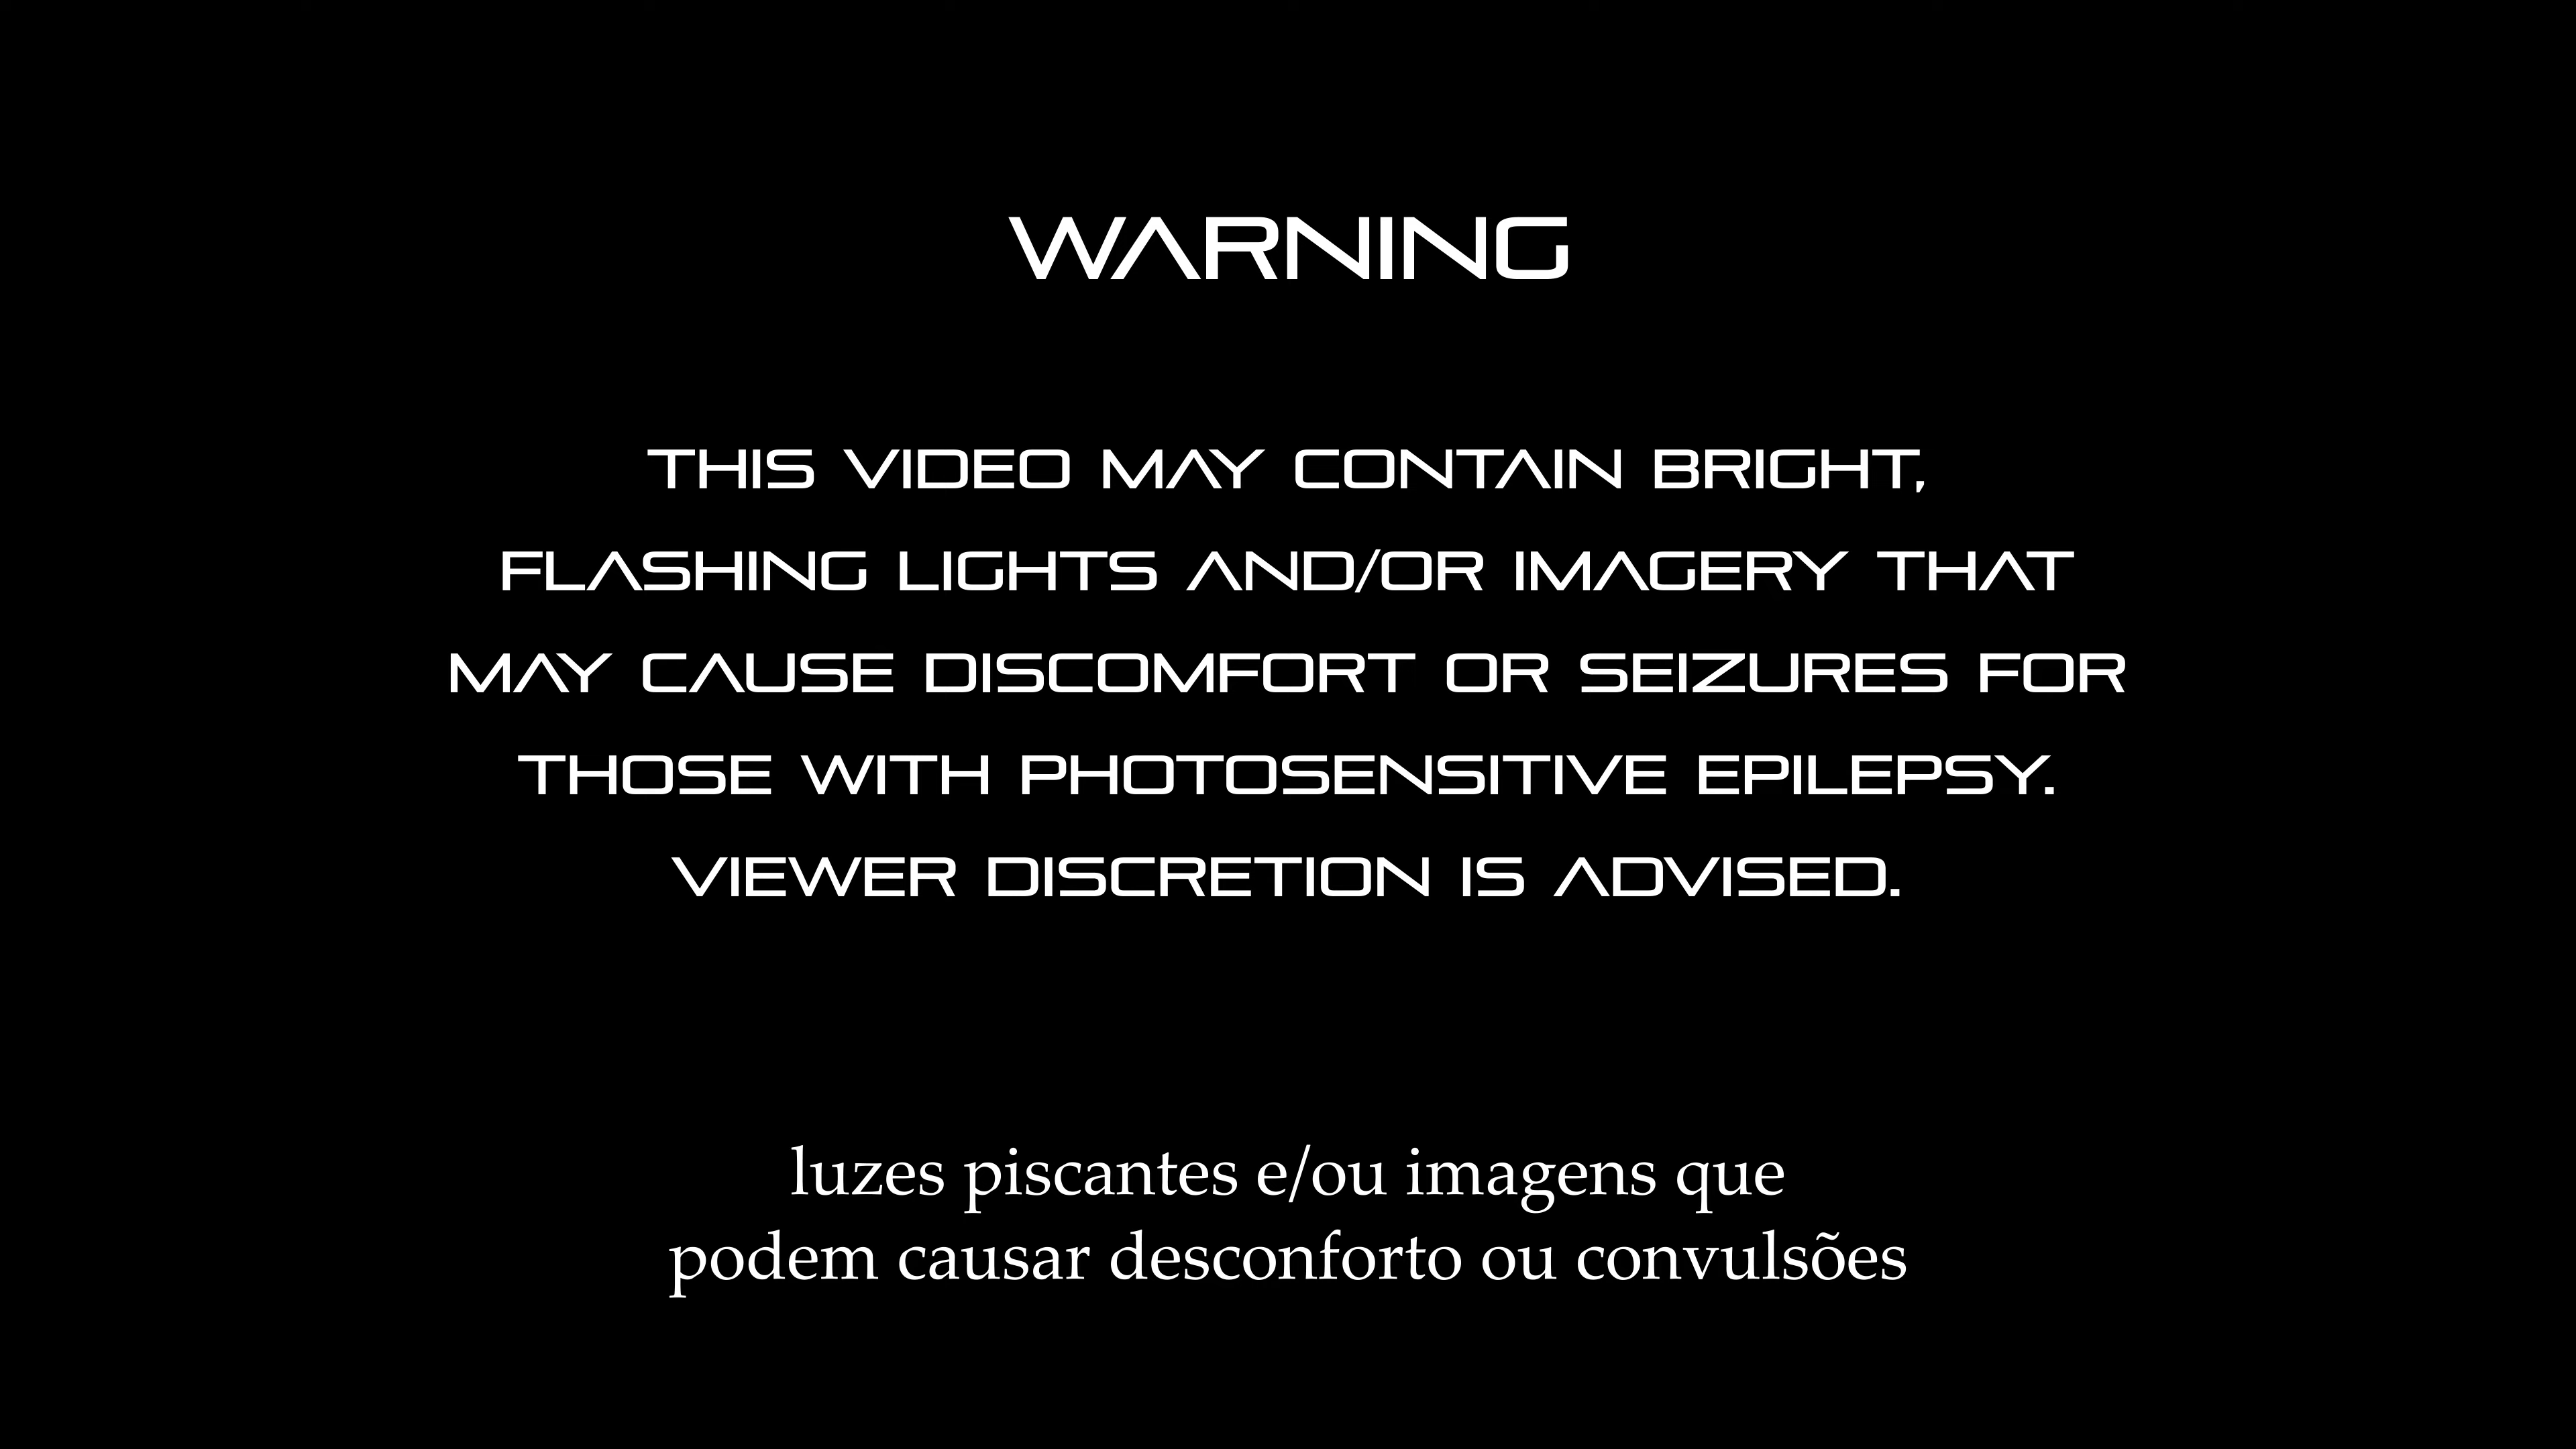 WARNING
THIS VIDEO MAY CONTAIN BRIGHT,
FLASHING LIGHTS AND/OR IMAGERY THAT
MAY CAUSE DISCOMFORT OR SEIZURES FOR
THOSE WITH PHOTOSENSITIVE EPILEPSY.
VIEWER DISCRETION IS ADVISED.
luzes piscantes e/ou imagens que
podem causar desconforto ou convulsões